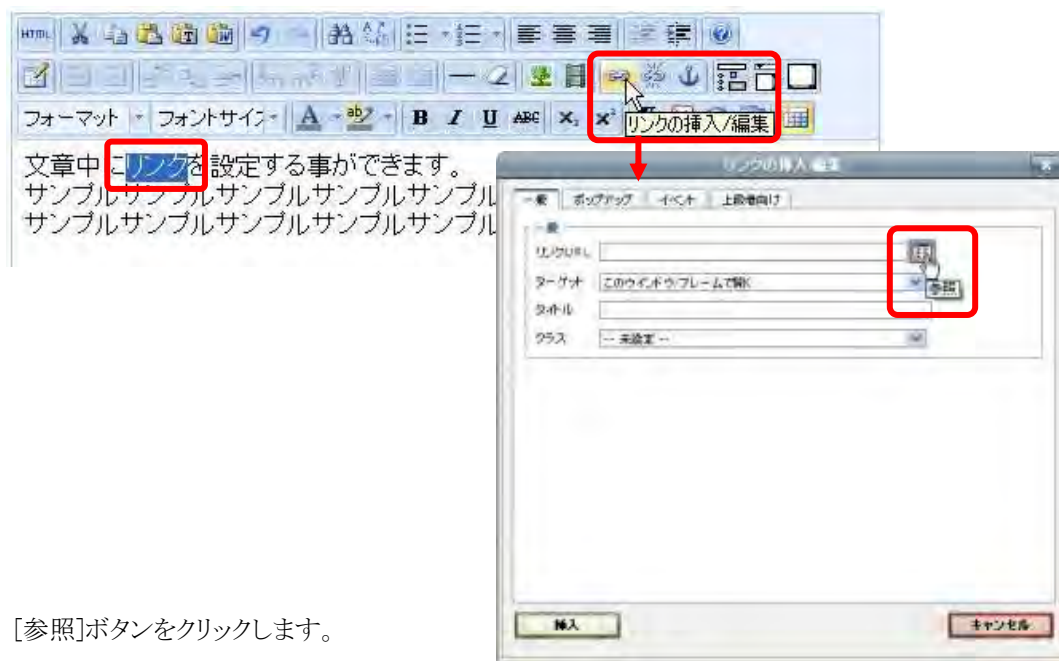 HTML
フォーマット フォントサイズ A ab B I U ABC x₂ x²
リンクの挿入/編集
文章中にリンクを設定する事ができます。
サンプルサンプルサンプルサンプルサンプル
サンプルサンプルサンプルサンプルサンプル
リンクの挿入/編集
一般 ポップアップ イベント 上級者向け
一般
リンクURL
参照
ターゲット このウインドウ/フレームで開く
タイトル
クラス -- 未設定 --
挿入 キャンセル
[参照]ボタンをクリックします。